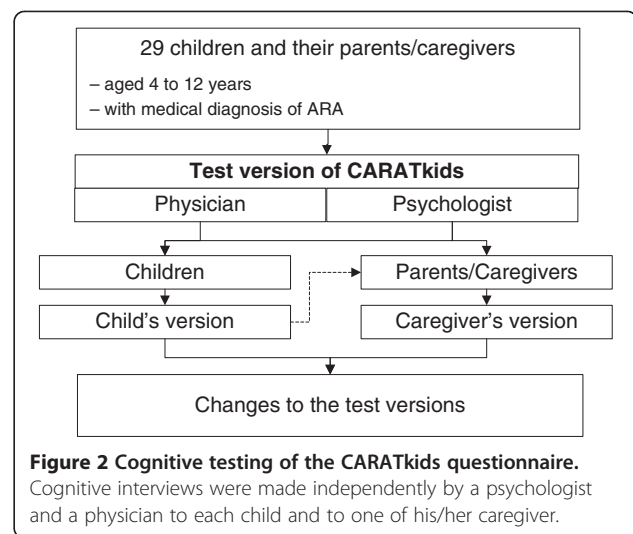 29 children and their parents/caregivers
– aged 4 to 12 years
– with medical diagnosis of ARA
Test version of CARATkids
Physician
Psychologist
Children
Parents/Caregivers
Child's version
Caregiver's version
Changes to the test versions
Figure 2 Cognitive testing of the CARATkids questionnaire.
Cognitive interviews were made independently by a psychologist
and a physician to each child and to one of his/her caregiver.